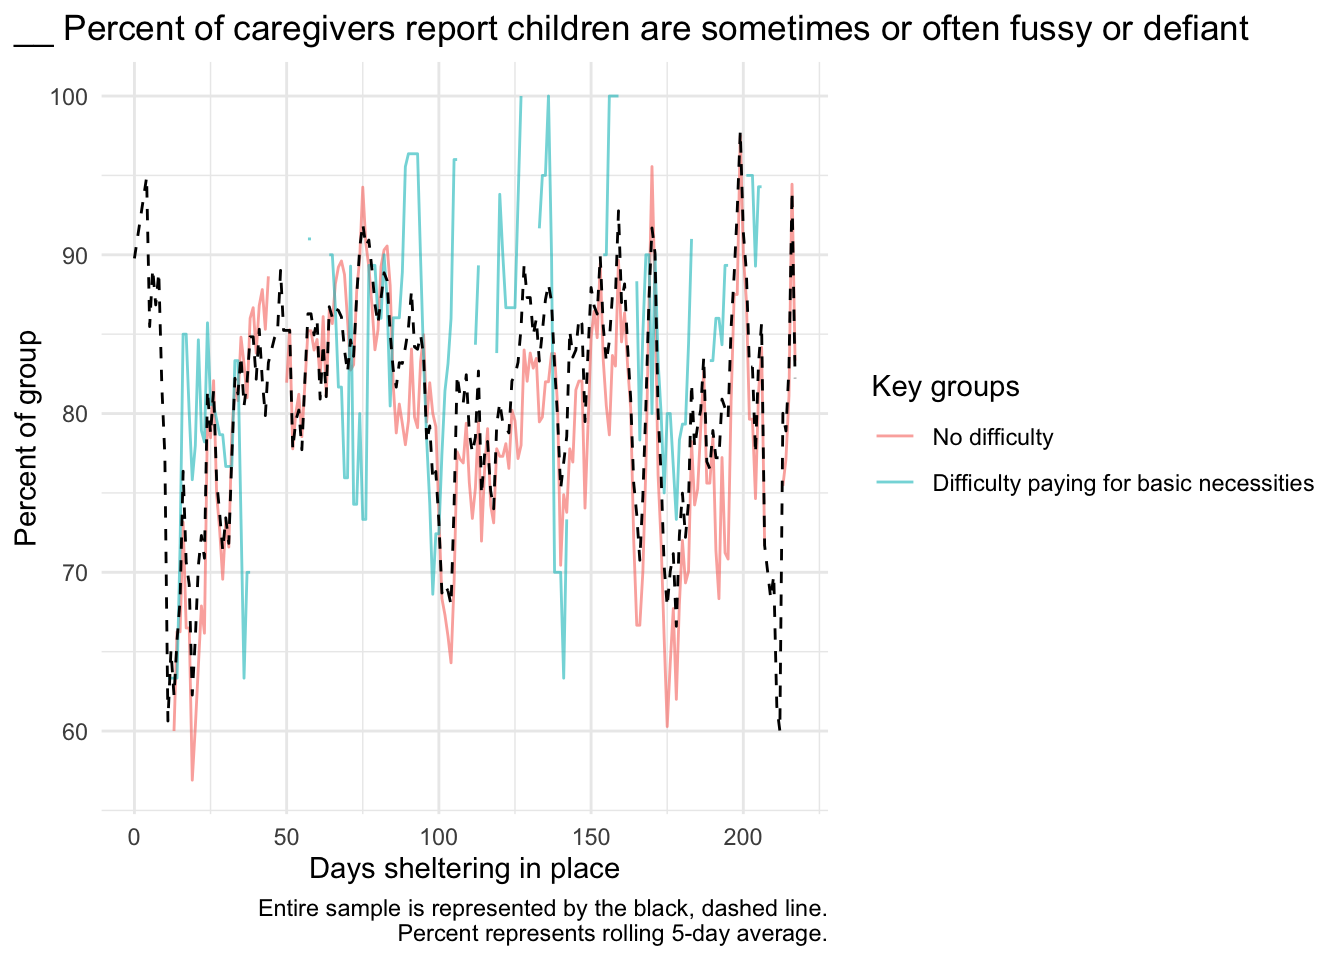 __ Percent of caregivers report children are sometimes or often fussy or defiant
100
90
80
70
60
Percent of group
0 50 100 150 200
Days sheltering in place
Key groups
No difficulty
Difficulty paying for basic necessities
Entire sample is represented by the black, dashed line.
Percent represents rolling 5-day average.